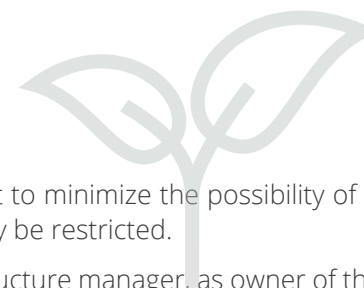 to minimize the possibility of
be restricted.
ucture manager, as owner of th